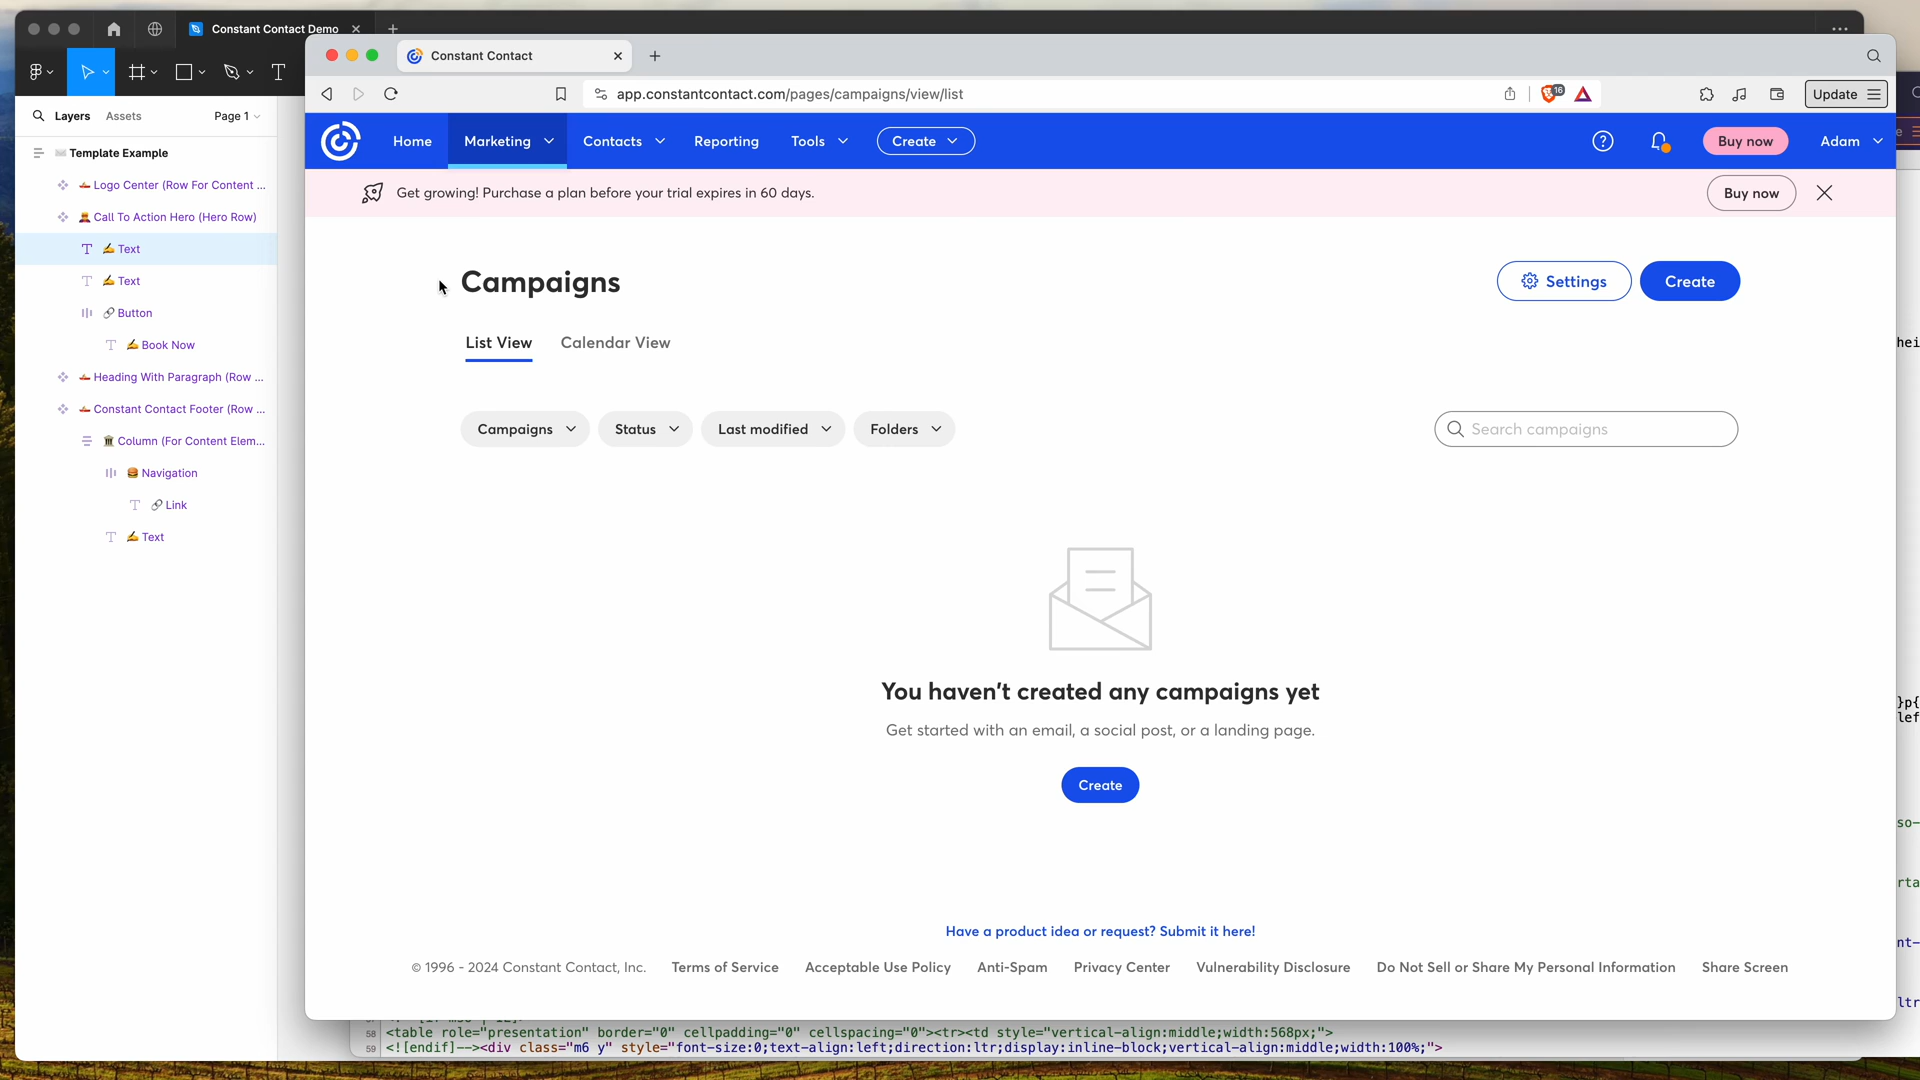 Constant Contact Demo
Layers
Assets
Page 1
Template Example
Logo Center (Row For Content ...
Call To Action Hero (Hero Row)
Text
Text
Button
Book Now
Heading With Paragraph (Row ...
Constant Contact Footer (Row ...
Column (For Content Elem...
Navigation
Link
Text
Constant Contact
app.constantcontact.com/pages/campaigns/view/list
16
Update
Home
Marketing
Contacts
Reporting
Tools
Create
Buy now
Adam
Get growing! Purchase a plan before your trial expires in 60 days.
Buy now
Campaigns
Settings
Create
List View
Calendar View
Campaigns
Status
Last modified
Folders
Search campaigns
You haven't created any campaigns yet
Get started with an email, a social post, or a landing page.
Create
Have a product idea or request? Submit it here!
© 1996 - 2024 Constant Contact, Inc.
Terms of Service
Acceptable Use Policy
Anti-Spam
Privacy Center
Vulnerability Disclosure
Do Not Sell or Share My Personal Information
Share Screen
58 <table role="presentation" border="0" cellpadding="0" cellspacing="0"><tr><td style="vertical-align:middle;width:568px;">
59 <![endif]--><div class="m6 y" style="font-size:0;text-align:left;direction:ltr;display:inline-block;vertical-align:middle;width:100%;">
hei
}p{
lef
so-
rta
nt-
ltr